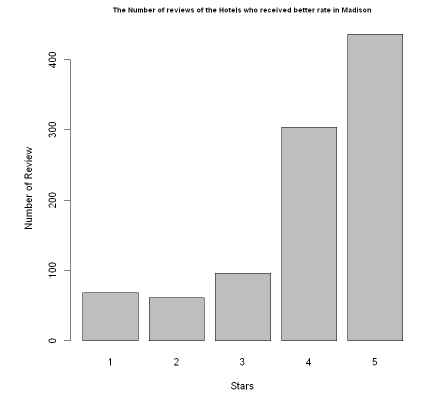 The Number of reviews of the Hotels who received better rate in Madison
Number of Review
400
300
200
100
0
1 2 3 4 5
Stars